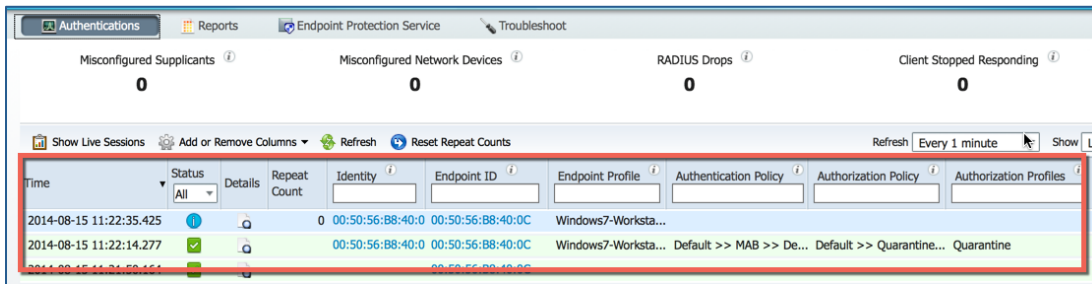 Authentications Reports Endpoint Protection Service Troubleshoot
Misconfigured Supplicants Misconfigured Network Devices RADIUS Drops Client Stopped Responding
0 0 0 0
Show Live Sessions Add or Remove Columns Refresh Reset Repeat Counts Refresh Every 1 minute Show
Time Status Details Repeat Count Identity Endpoint ID Endpoint Profile Authentication Policy Authorization Policy Authorization Profiles
All
2014-08-15 11:22:35.425 0 00:50:56:B8:40:0 00:50:56:B8:40:0C Windows7-Worksta...
2014-08-15 11:22:14.277 00:50:56:B8:40:0 00:50:56:B8:40:0C Windows7-Worksta... Default >> MAB >> De... Default >> Quarantine... Quarantine